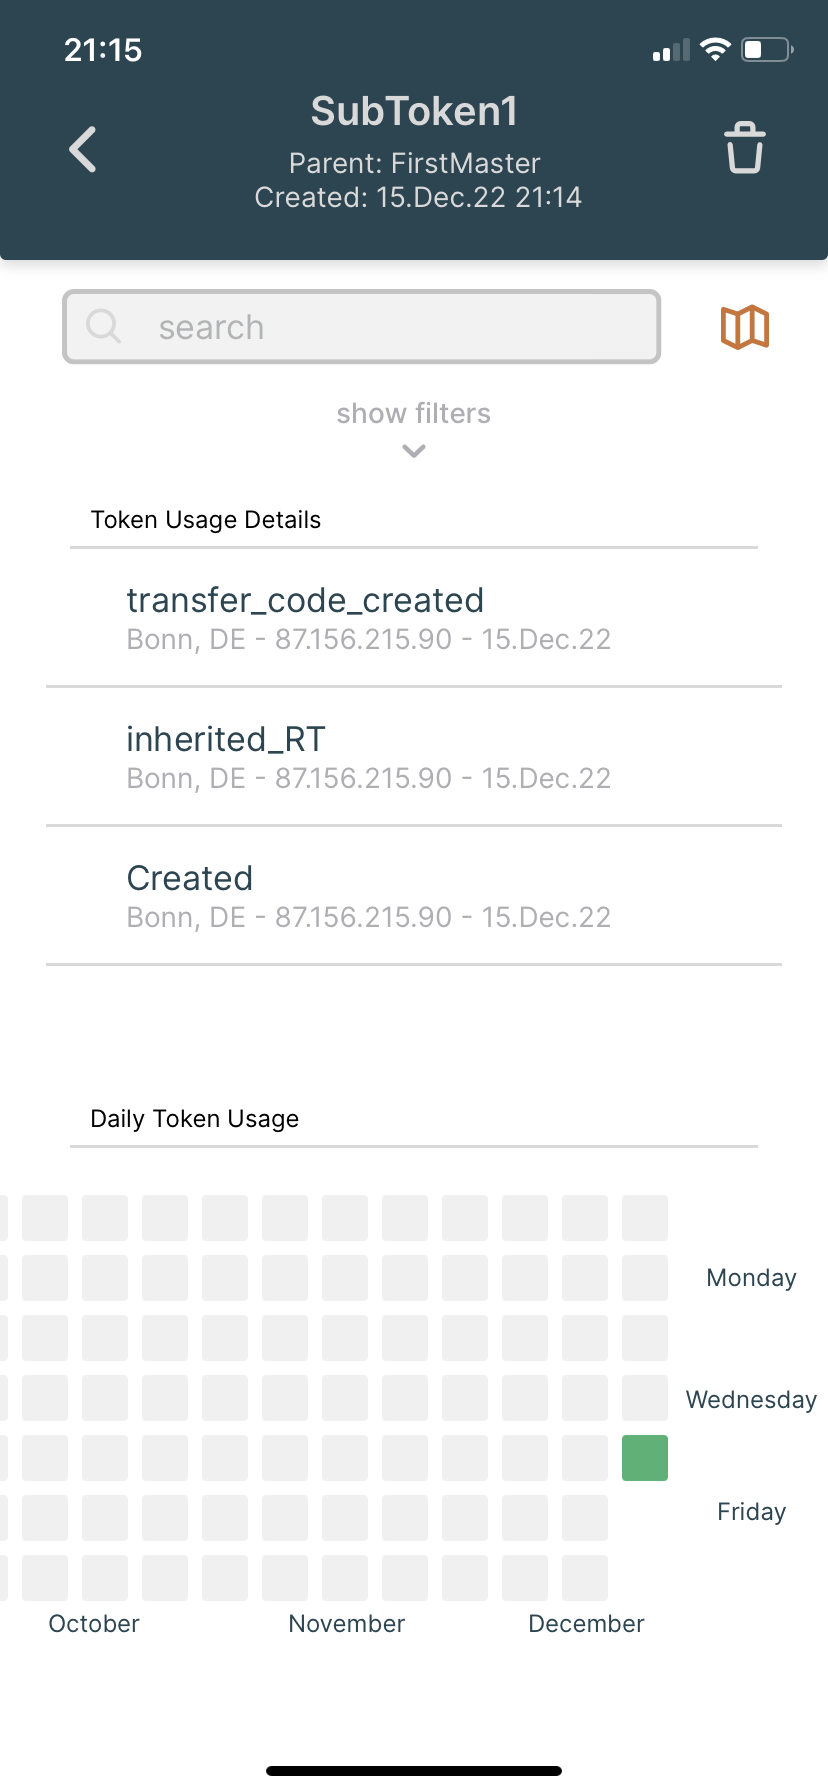 21:15
SubToken1
Parent: FirstMaster
Created: 15.Dec.22 21:14
search
show filters
Token Usage Details
transfer_code_created
Bonn, DE - 87.156.215.90 - 15.Dec.22
inherited_RT
Bonn, DE - 87.156.215.90 - 15.Dec.22
Created
Bonn, DE - 87.156.215.90 - 15.Dec.22
Daily Token Usage
Monday
Wednesday
Friday
October November December